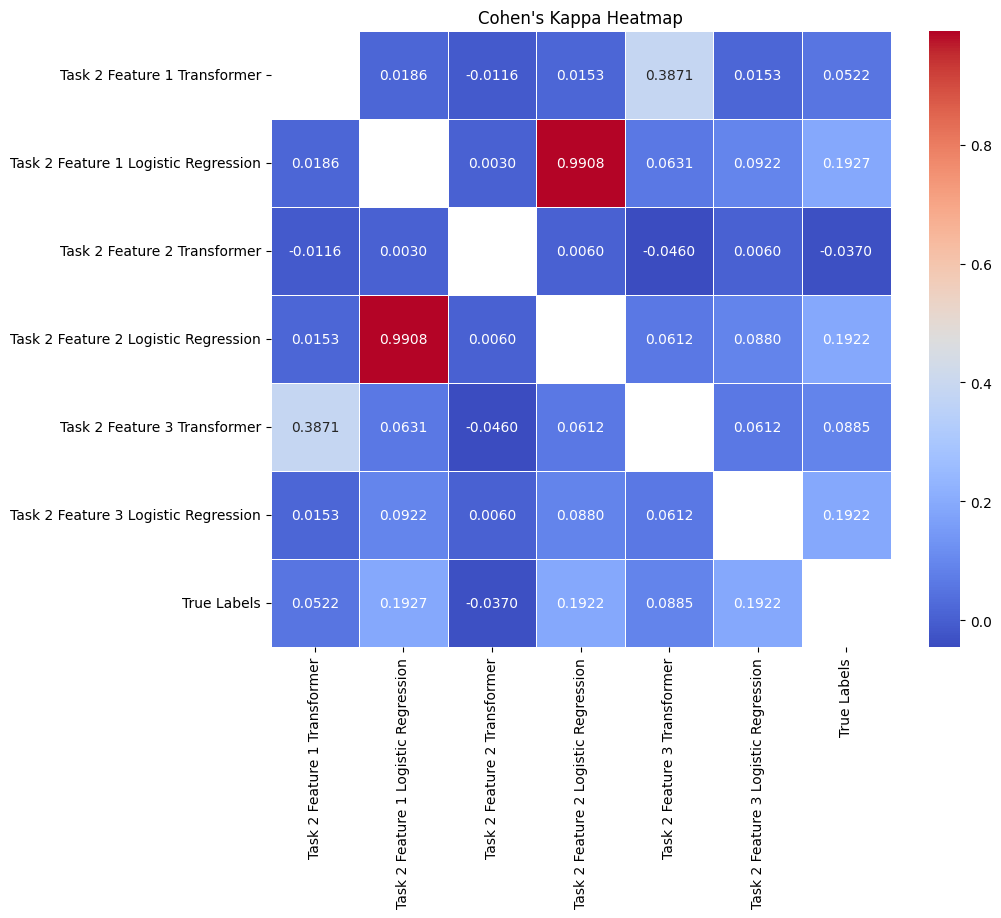 Cohen's Kappa Heatmap
Task 2 Feature 1 Transformer 0.0186 -0.0116 0.0153 0.3871 0.0153 0.0522
Task 2 Feature 1 Logistic Regression 0.0186 0.0030 0.9908 0.0631 0.0922 0.1927
Task 2 Feature 2 Transformer -0.0116 0.0030 0.0060 -0.0460 0.0060 -0.0370
Task 2 Feature 2 Logistic Regression 0.0153 0.9908 0.0060 0.0612 0.0880 0.1922
Task 2 Feature 3 Transformer 0.3871 0.0631 -0.0460 0.0612 0.0612 0.0885
Task 2 Feature 3 Logistic Regression 0.0153 0.0922 0.0060 0.0880 0.0612 0.1922
True Labels 0.0522 0.1927 -0.0370 0.1922 0.0885 0.1922
Task 2 Feature 1 Transformer
Task 2 Feature 1 Logistic Regression
Task 2 Feature 2 Transformer
Task 2 Feature 2 Logistic Regression
Task 2 Feature 3 Transformer
Task 2 Feature 3 Logistic Regression
True Labels
0.8
0.6
0.4
0.2
0.0